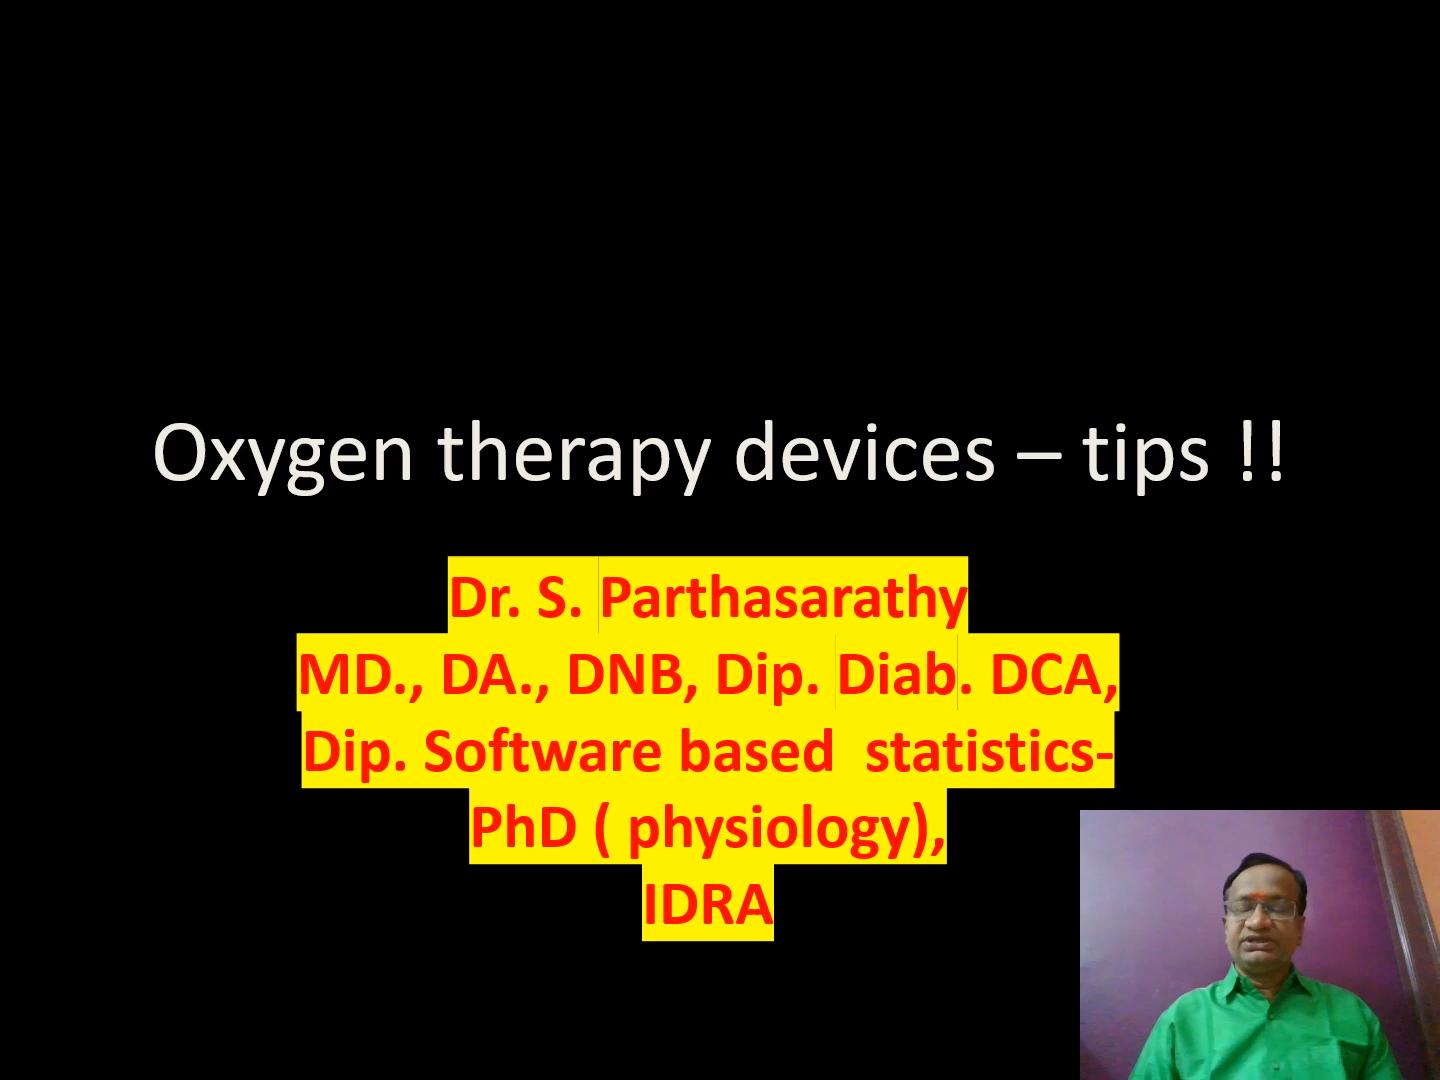 Oxygen therapy devices – tips !!
Dr. S. Parthasarathy
MD., DA., DNB, Dip. Diab. DCA,
Dip. Software based  statistics-
PhD ( physiology),
IDRA